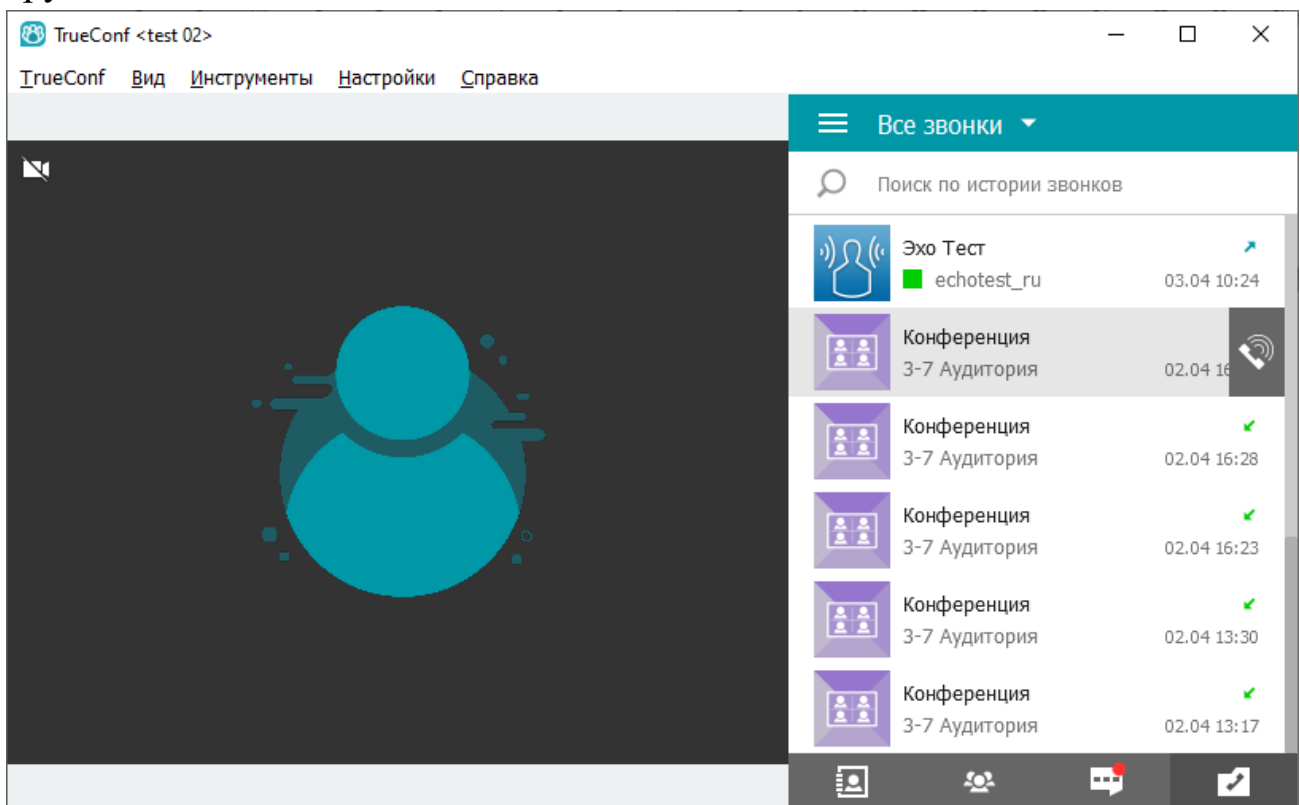 TrueConf <test 02>
TrueConf Вид Инструменты Настройки Справка
Все звонки
Поиск по истории звонков
Эхо Тест
echotest_ru 03.04 10:24
Конференция
3-7 Аудитория 02.04
Конференция
3-7 Аудитория 02.04 16:28
Конференция
3-7 Аудитория 02.04 16:23
Конференция
3-7 Аудитория 02.04 13:30
Конференция
3-7 Аудитория 02.04 13:17